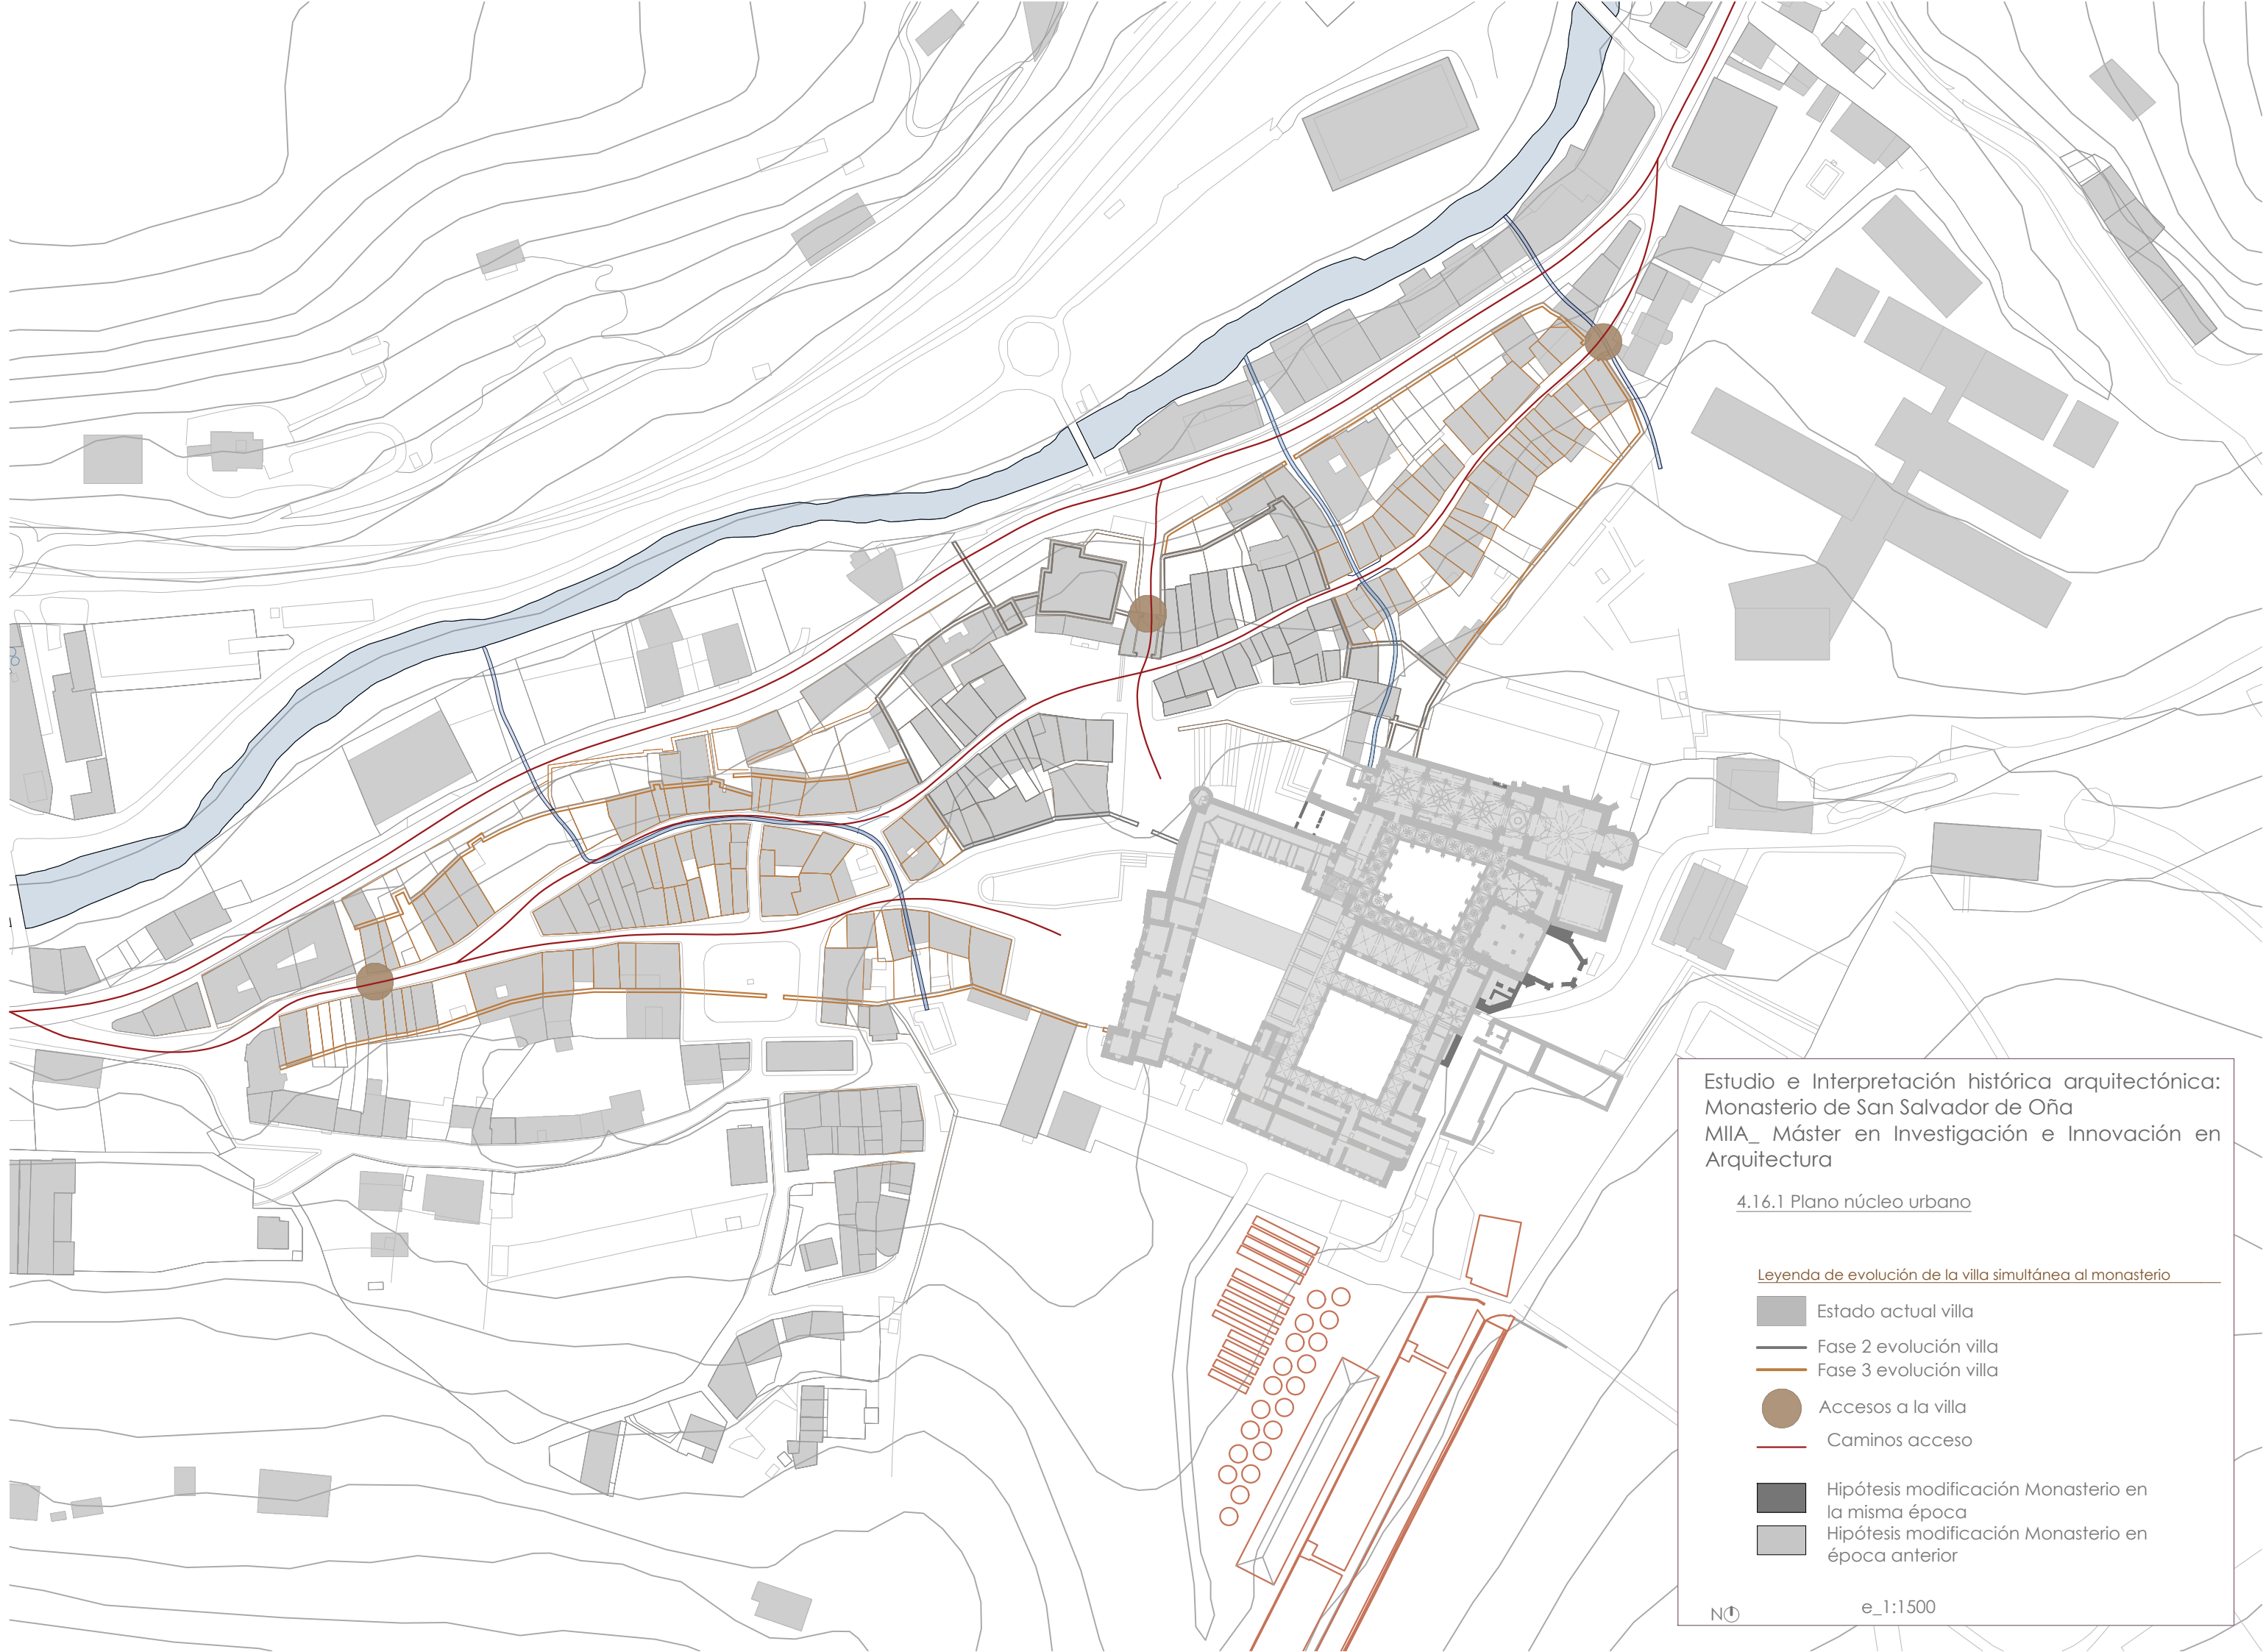 Estudio e Interpretación histórica arquitectónica:
Monasterio de San Salvador de Oña
MIIA_ Máster en Investigación e Innovación en
Arquitectura
4.16.1 Plano núcleo urbano
Leyenda de evolución de la villa simultánea al monasterio
Estado actual villa
Fase 2 evolución villa
Fase 3 evolución villa
Accesos a la villa
Caminos acceso
Hipótesis modificación Monasterio en
la misma época
Hipótesis modificación Monasterio en
época anterior
N
e_1:1500